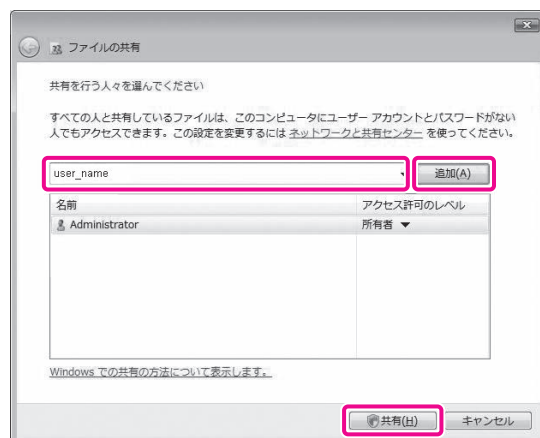 ファイルの共有
共有を行う人々を選んでください
すべての人と共有しているファイルは、このコンピュータにユーザー アカウントとパスワードがない
人でもアクセスできます。この設定を変更するには ネットワークと共有センター を使ってください。
user_name 追加(A)
名前 アクセス許可のレベル
Administrator 所有者 ▼
Windows での共有の方法について表示します。
共有(H) キャンセル